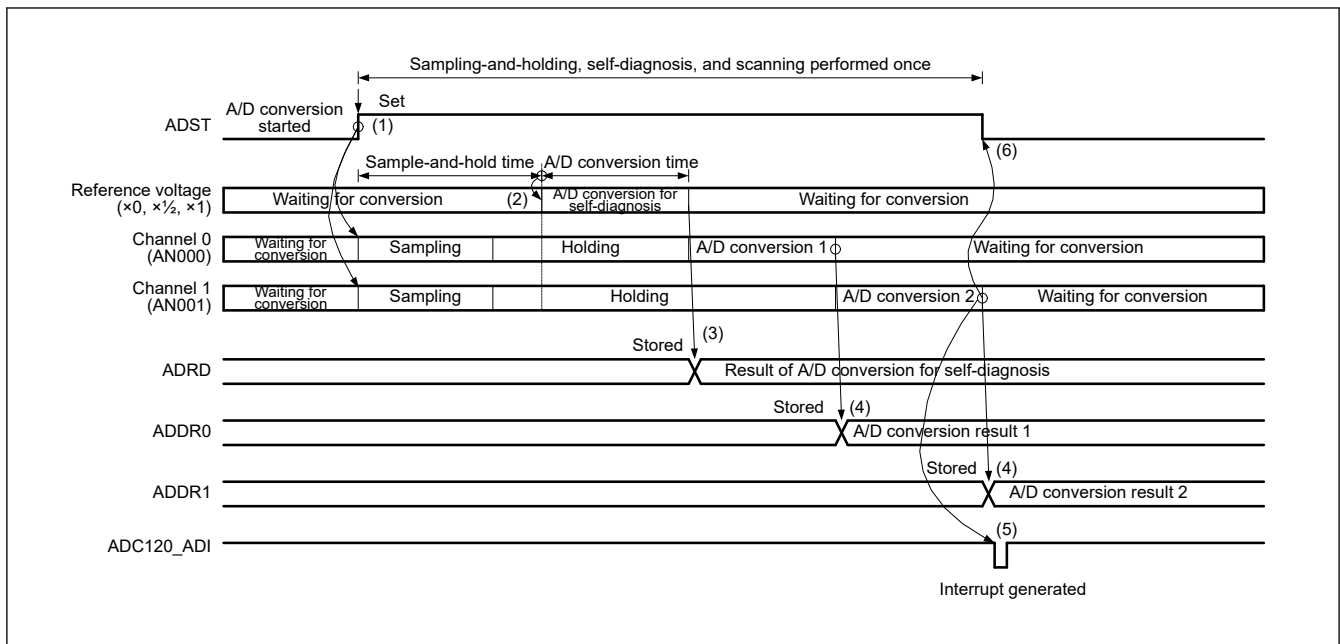 Sampling-and-holding, self-diagnosis, and scanning performed once
A/D conversion
started
Set
ADST
(1)
(6)
Sample-and-hold time
A/D conversion time
Reference voltage
(×0, ×½, ×1)
Waiting for conversion
(2)
A/D conversion for
self-diagnosis
Waiting for conversion
Channel 0
(AN000)
Waiting for
conversion
Sampling
Holding
A/D conversion 1
Waiting for conversion
Channel 1
(AN001)
Waiting for
conversion
Sampling
Holding
A/D conversion 2
Waiting for conversion
Stored
(3)
ADRD
Result of A/D conversion for self-diagnosis
Stored
(4)
ADDR0
A/D conversion result 1
Stored
(4)
ADDR1
A/D conversion result 2
(5)
ADC120_ADI
Interrupt generated